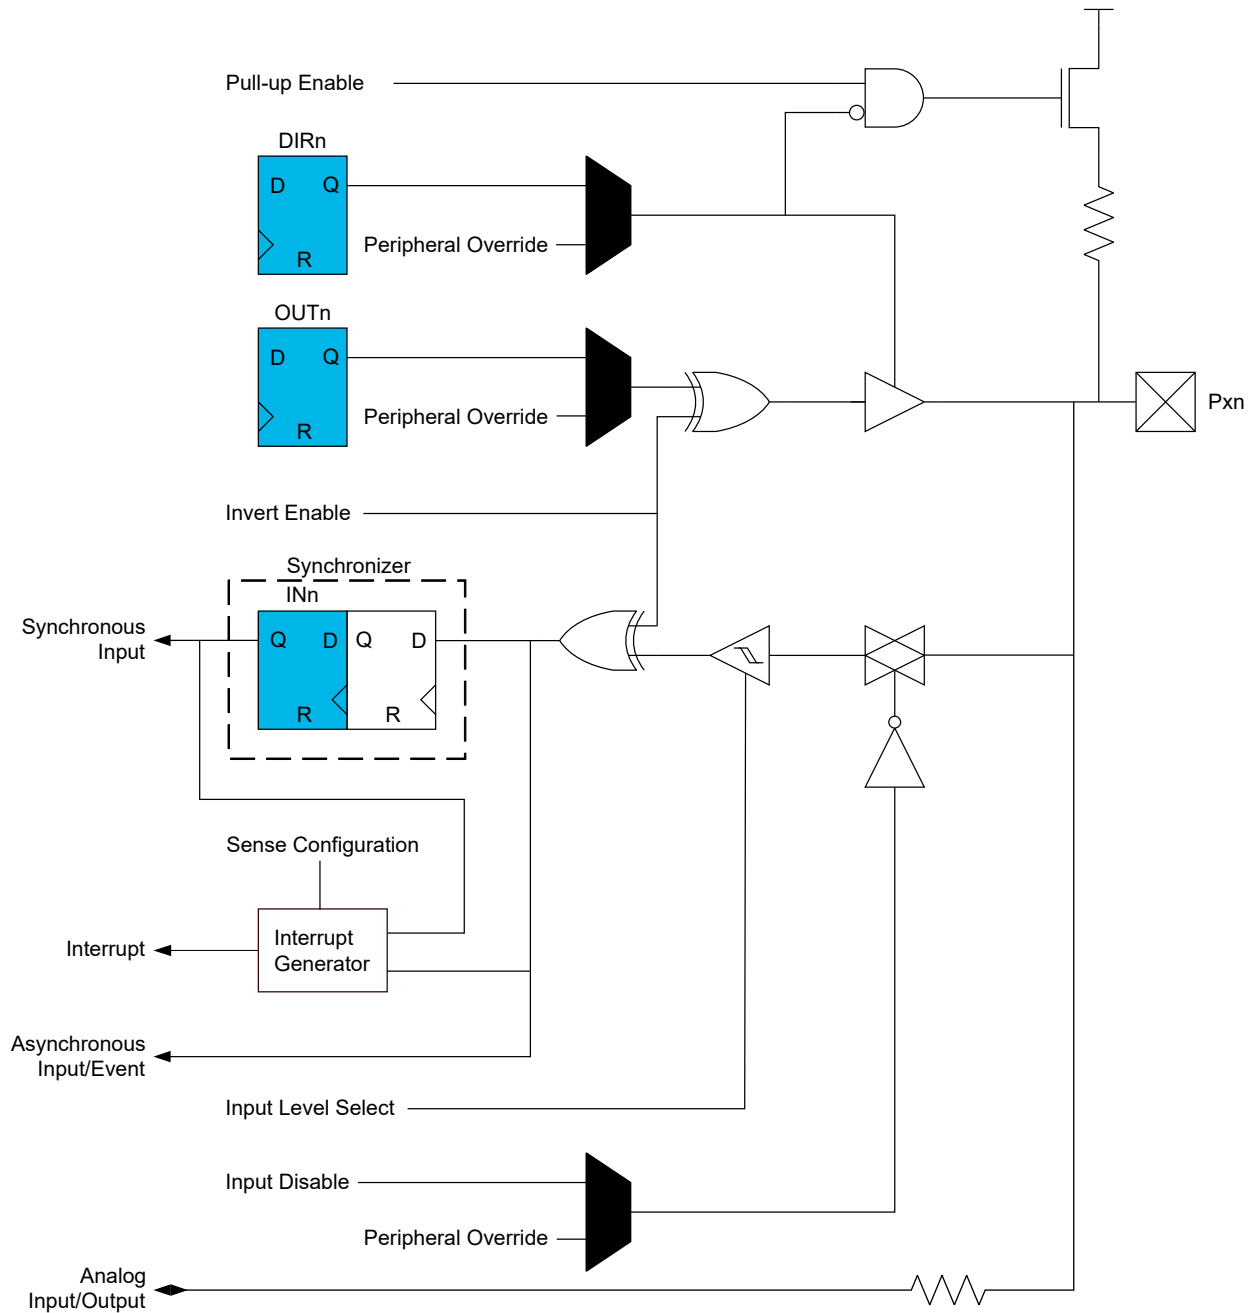 Pull-up Enable
DIRn
D Q
Peripheral Override
R
OUTn
D Q
Pxn
Peripheral Override
R
Invert Enable
Synchronizer
INn
Synchronous
Input
Q D Q D
R R
Sense Configuration
Interrupt
Interrupt
Generator
Asynchronous
Input/Event
Input Level Select
Input Disable
Peripheral Override
Analog
Input/Output